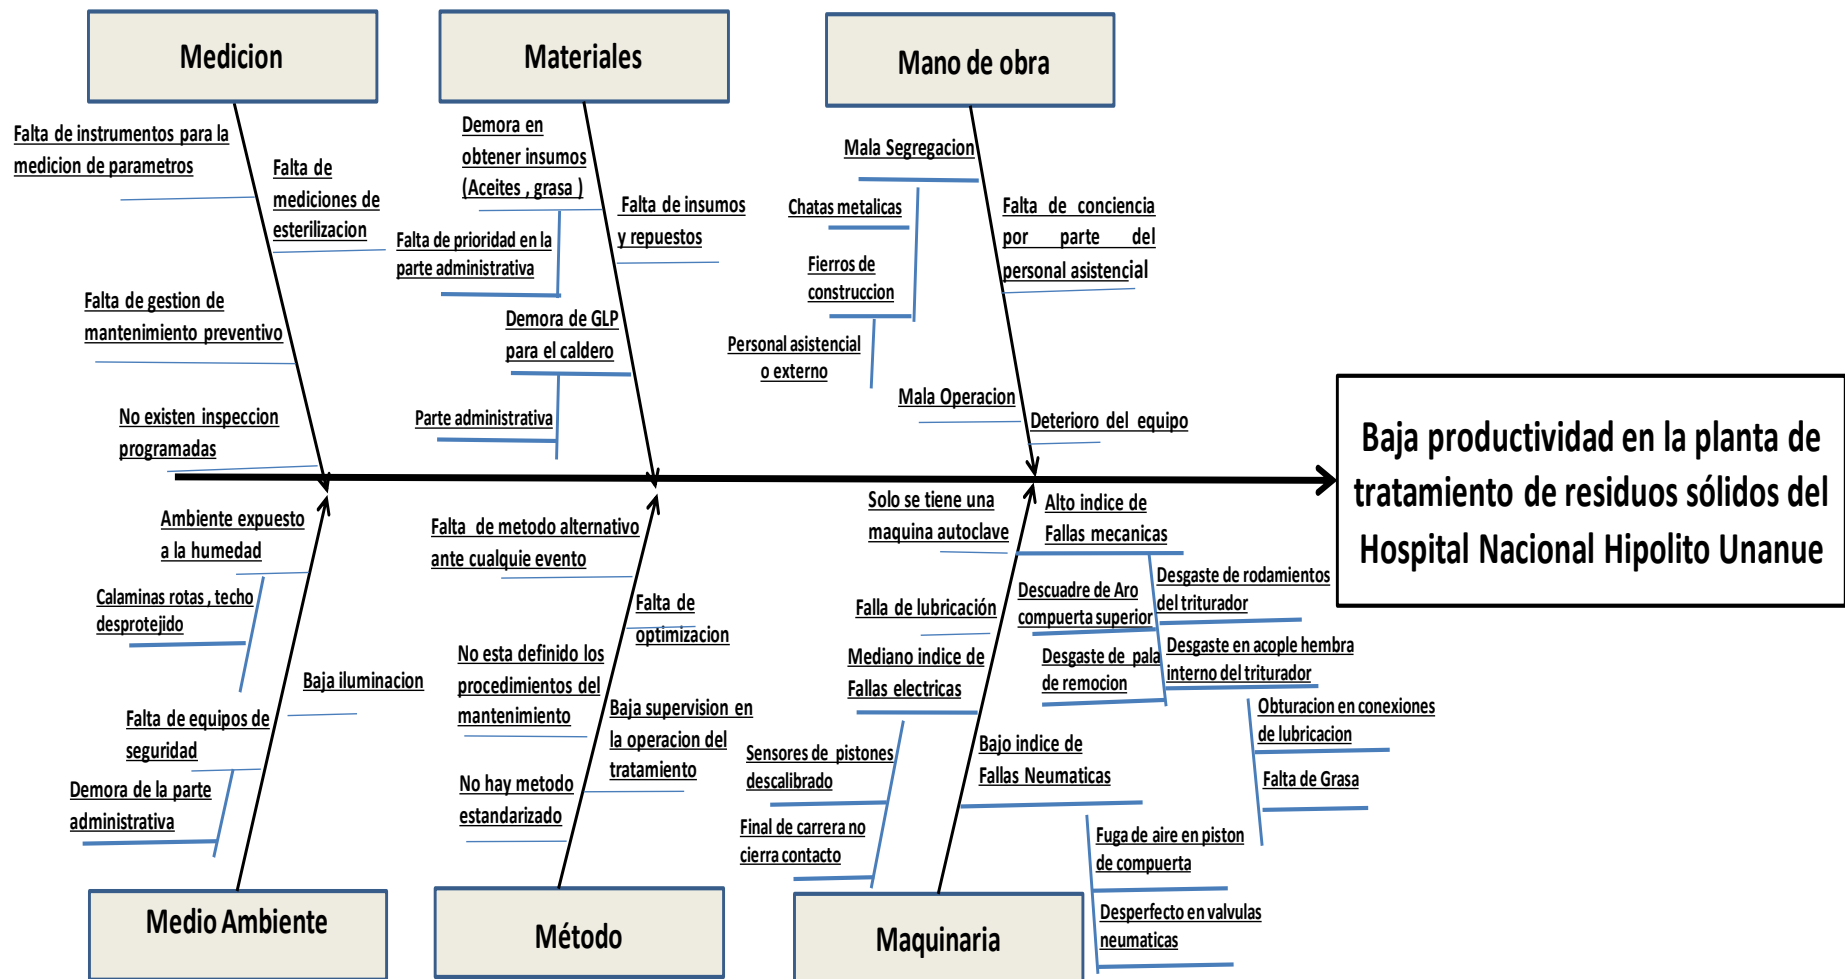 Medicion
Materiales
Mano de obra
Falta de instrumentos para la
medicion de parametros
Falta de
mediciones de
esterilizacion
Falta de gestion de
mantenimiento preventivo
No existen inspeccion
programadas
Demora en
obtener insumos
(Aceites , grasa )
Falta de prioridad en la
parte administrativa
Falta de insumos
y repuestos
Demora de GLP
para el caldero
Parte administrativa
Mala Segregacion
Chatas metalicas
Fierros de
construccion
Personal asistencial
o externo
Falta de conciencia
por parte del
personal asistencial
Mala Operacion
Deterioro del equipo
Baja productividad en la planta de
tratamiento de residuos sólidos del
Hospital Nacional Hipolito Unanue
Ambiente expuesto
a la humedad
Calaminas rotas , techo
desprotejido
Baja iluminacion
Falta de equipos de
seguridad
Demora de la parte
administrativa
Falta de metodo alternativo
ante cualquie evento
Falta de
optimizacion
No esta definido los
procedimientos del
mantenimiento
Baja supervision en
la operacion del
tratamiento
No hay metodo
estandarizado
Solo se tiene una
maquina autoclave
Alto indice de
Fallas mecanicas
Descuadre de Aro
compuerta superior
Desgaste de rodamientos
del triturador
Falla de lubricación
Desgaste de pala
de remocion
Desgaste en acople hembra
interno del triturador
Mediano indice de
Fallas electricas
Obturacion en conexiones
de lubricacion
Falta de Grasa
Sensores de pistones
descalibrado
Final de carrera no
cierra contacto
Bajo indice de
Fallas Neumaticas
Fuga de aire en piston
de compuerta
Desperfecto en valvulas
neumaticas
Medio Ambiente
Método
Maquinaria